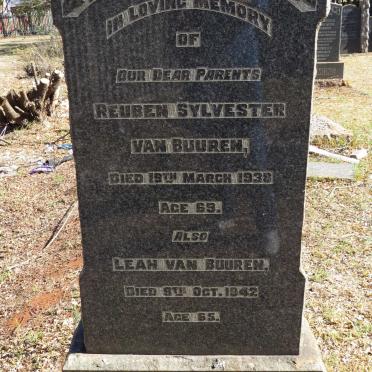 IN LOVING MEMORY
OF
OUR DEAR PARENTS
REUBEN SYLVESTER
VAN BUUREN,
DIED 19TH MARCH 1938
AGE 69.
ALSO
LEAH VAN BUUREN,
DIED 9TH OCT. 1942
AGE 65.